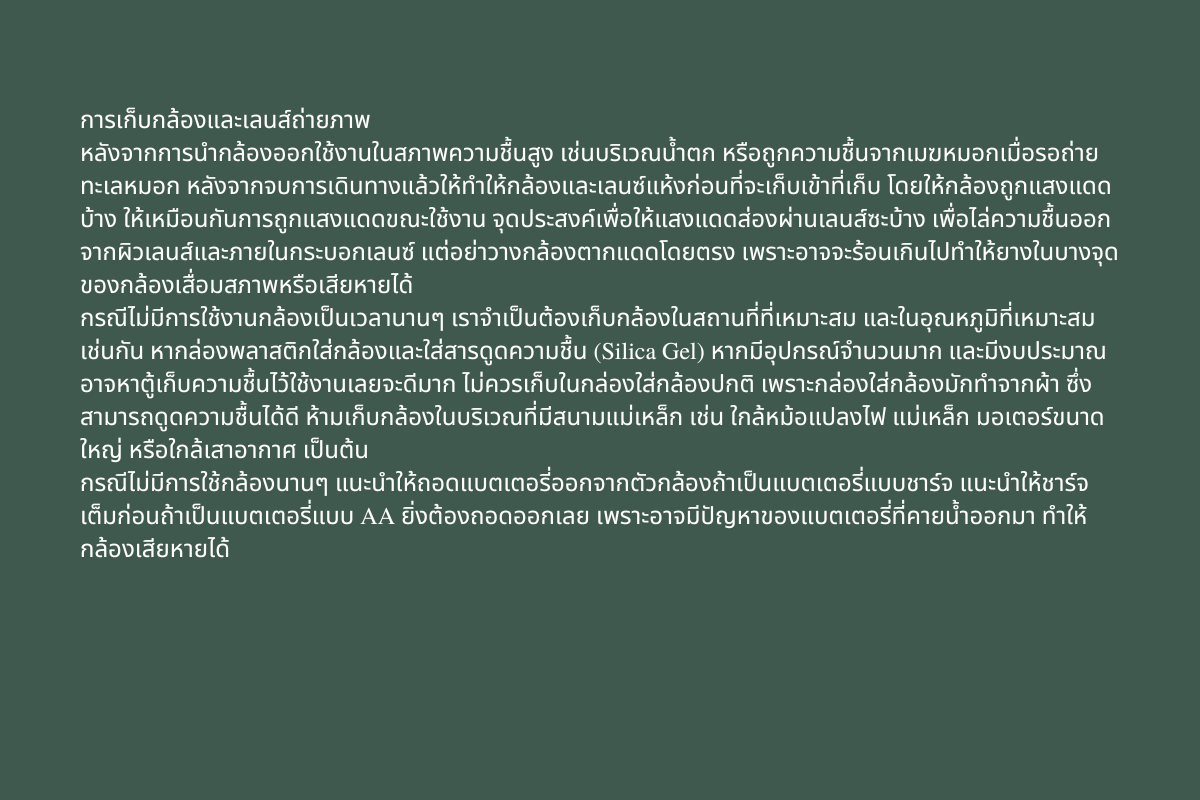 การเก็บกล้องและเลนส์ถ่ายภาพ
หลังจากการนำกล้องออกใช้งานในสภาพความชื้นสูง เช่นบริเวณน้ำตก หรือถูกความชื้นจากเมฆหมอกเมื่อรอถ่าย
ทะเลหมอก หลังจากจบการเดินทางแล้วให้ทำให้กล้องและเลนซ์แห้งก่อนที่จะเก็บเข้าที่เก็บ โดยให้กล้องถูกแสงแดด
บ้าง ให้เหมือนกันการถูกแสงแดดขณะใช้งาน จุดประสงค์เพื่อให้แสงแดดส่องผ่านเลนส์ซะบ้าง เพื่อไล่ความชื้นออก
จากผิวเลนส์และภายในกระบอกเลนซ์ แต่อย่าวางกล้องตากแดดโดยตรง เพราะอาจจะร้อนเกินไปทำให้ยางในบางจุด
ของกล้องเสื่อมสภาพหรือเสียหายได้
กรณีไม่มีการใช้งานกล้องเป็นเวลานานๆ เราจำเป็นต้องเก็บกล้องในสถานที่ที่เหมาะสม และในอุณหภูมิที่เหมาะสม
เช่นกัน หากล่องพลาสติกใส่กล้องและใส่สารดูดความชื้น (Silica Gel) หากมีอุปกรณ์จำนวนมาก และมีงบประมาณ
อาจหาตู้เก็บความชื้นไว้ใช้งานเลยจะดีมาก ไม่ควรเก็บในกล่องใส่กล้องปกติ เพราะกล่องใส่กล้องมักทำจากผ้า ซึ่ง
สามารถดูดความชื้นได้ดี ห้ามเก็บกล้องในบริเวณที่มีสนามแม่เหล็ก เช่น ใกล้หม้อแปลงไฟ แม่เหล็ก มอเตอร์ขนาด
ใหญ่ หรือใกล้เสาอากาศ เป็นต้น
กรณีไม่มีการใช้กล้องนานๆ แนะนำให้ถอดแบตเตอรี่ออกจากตัวกล้องถ้าเป็นแบตเตอรี่แบบชาร์จ แนะนำให้ชาร์จ
เต็มก่อนถ้าเป็นแบตเตอรี่แบบ AA ยิ่งต้องถอดออกเลย เพราะอาจมีปัญหาของแบตเตอรี่ที่คายน้ำออกมา ทำให้
กล้องเสียหายได้